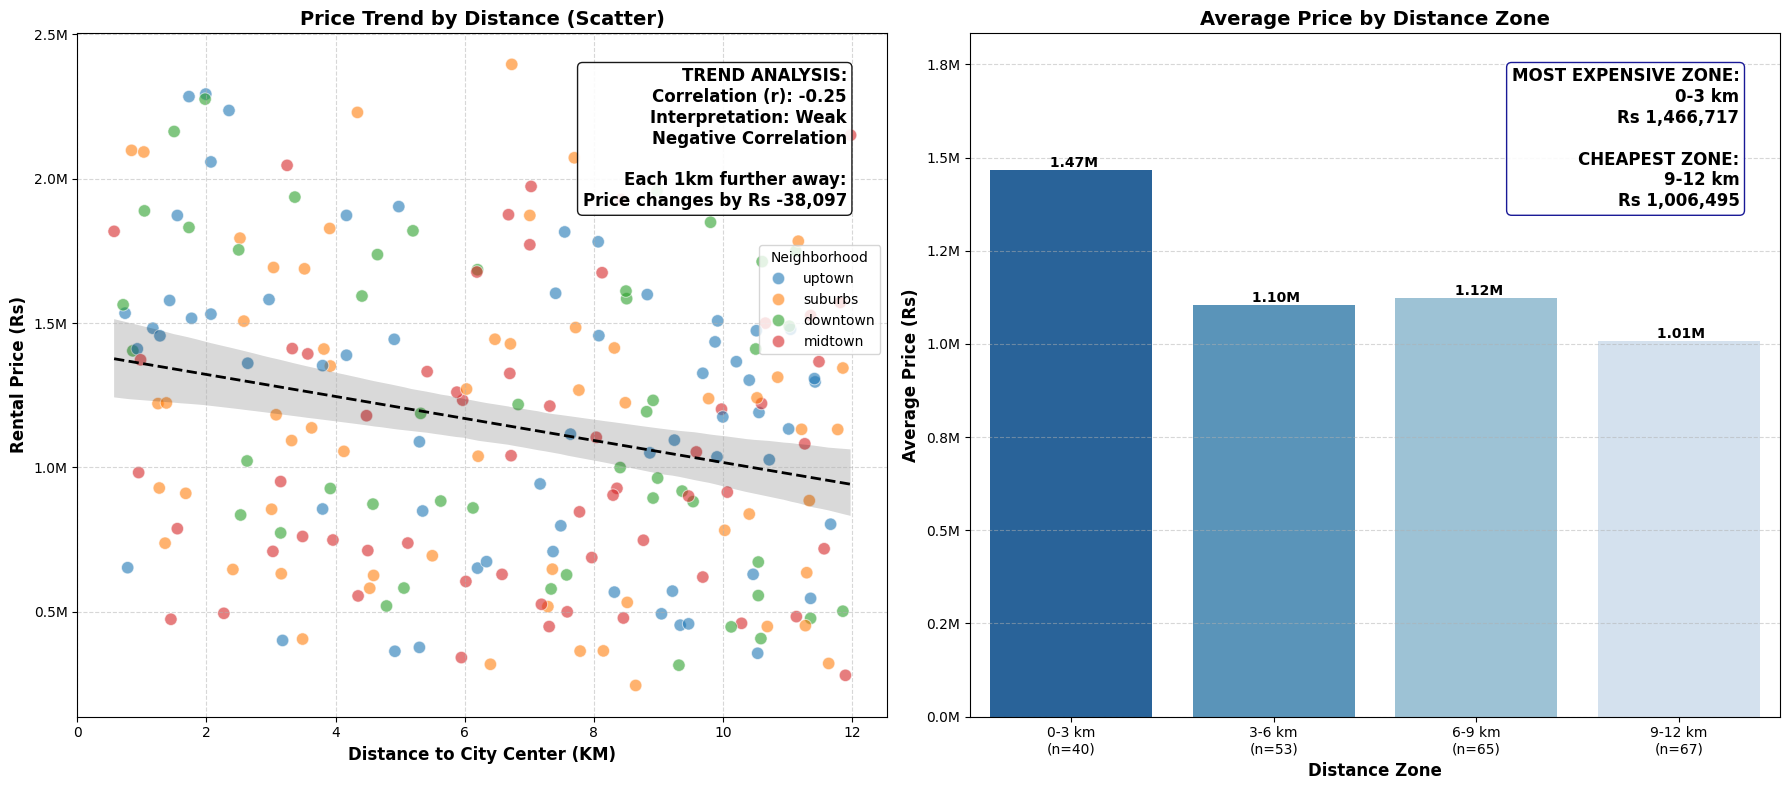 Price Trend by Distance (Scatter)
2.5M
2.0M
1.5M
1.0M
0.5M
Rental Price (Rs)
TREND ANALYSIS:
Correlation (r): -0.25
Interpretation: Weak
Negative Correlation
Each 1km further away:
Price changes by Rs -38,097
Neighborhood
uptown
suburbs
downtown
midtown
0 2 4 6 8 10 12
Distance to City Center (KM)
Average Price by Distance Zone
1.8M
1.5M
1.2M
1.0M
0.8M
0.5M
0.2M
0.0M
Average Price (Rs)
MOST EXPENSIVE ZONE:
0-3 km
Rs 1,466,717
CHEAPEST ZONE:
9-12 km
Rs 1,006,495
1.47M
1.10M
1.12M
1.01M
0-3 km 3-6 km 6-9 km 9-12 km
(n=40) (n=53) (n=65) (n=67)
Distance Zone